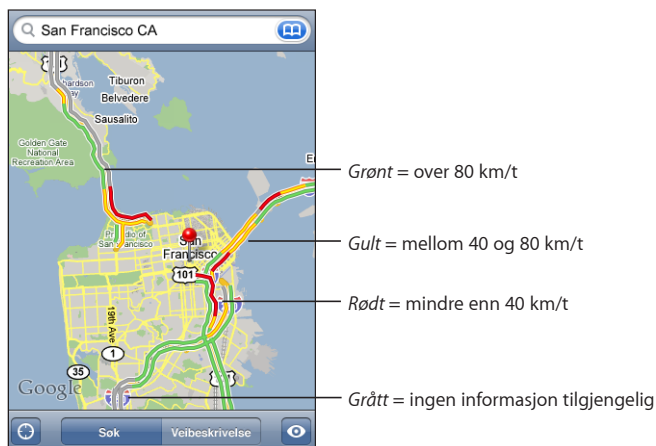 San Francisco CA
Tiburon
Belvedere
Sausalito
Golden Gate
National
Recreation Area
Grønt = over 80 km/t
San Francisco
San
Francisco
Gult = mellom 40 og 80 km/t
101
Rødt = mindre enn 40 km/t
19th Ave
1
35
Google
Grått = ingen informasjon tilgjengelig
Søk
Veibeskrivelse